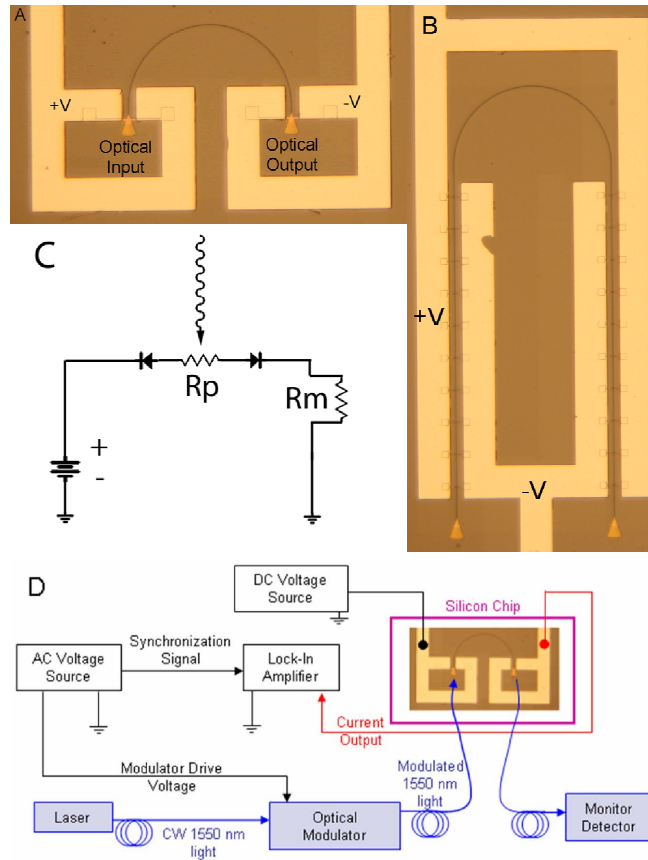 A
+V
-V
Optical
Input
Optical
Output
B
+V
-V
C
Rp
Rm
+
-
D
DC Voltage
Source
Silicon Chip
AC Voltage
Source
Synchronization
Signal
Lock-In
Amplifier
Current
Output
Modulator Drive
Voltage
Modulated
1550 nm
light
Laser
CW 1550 nm
light
Optical
Modulator
Monitor
Detector